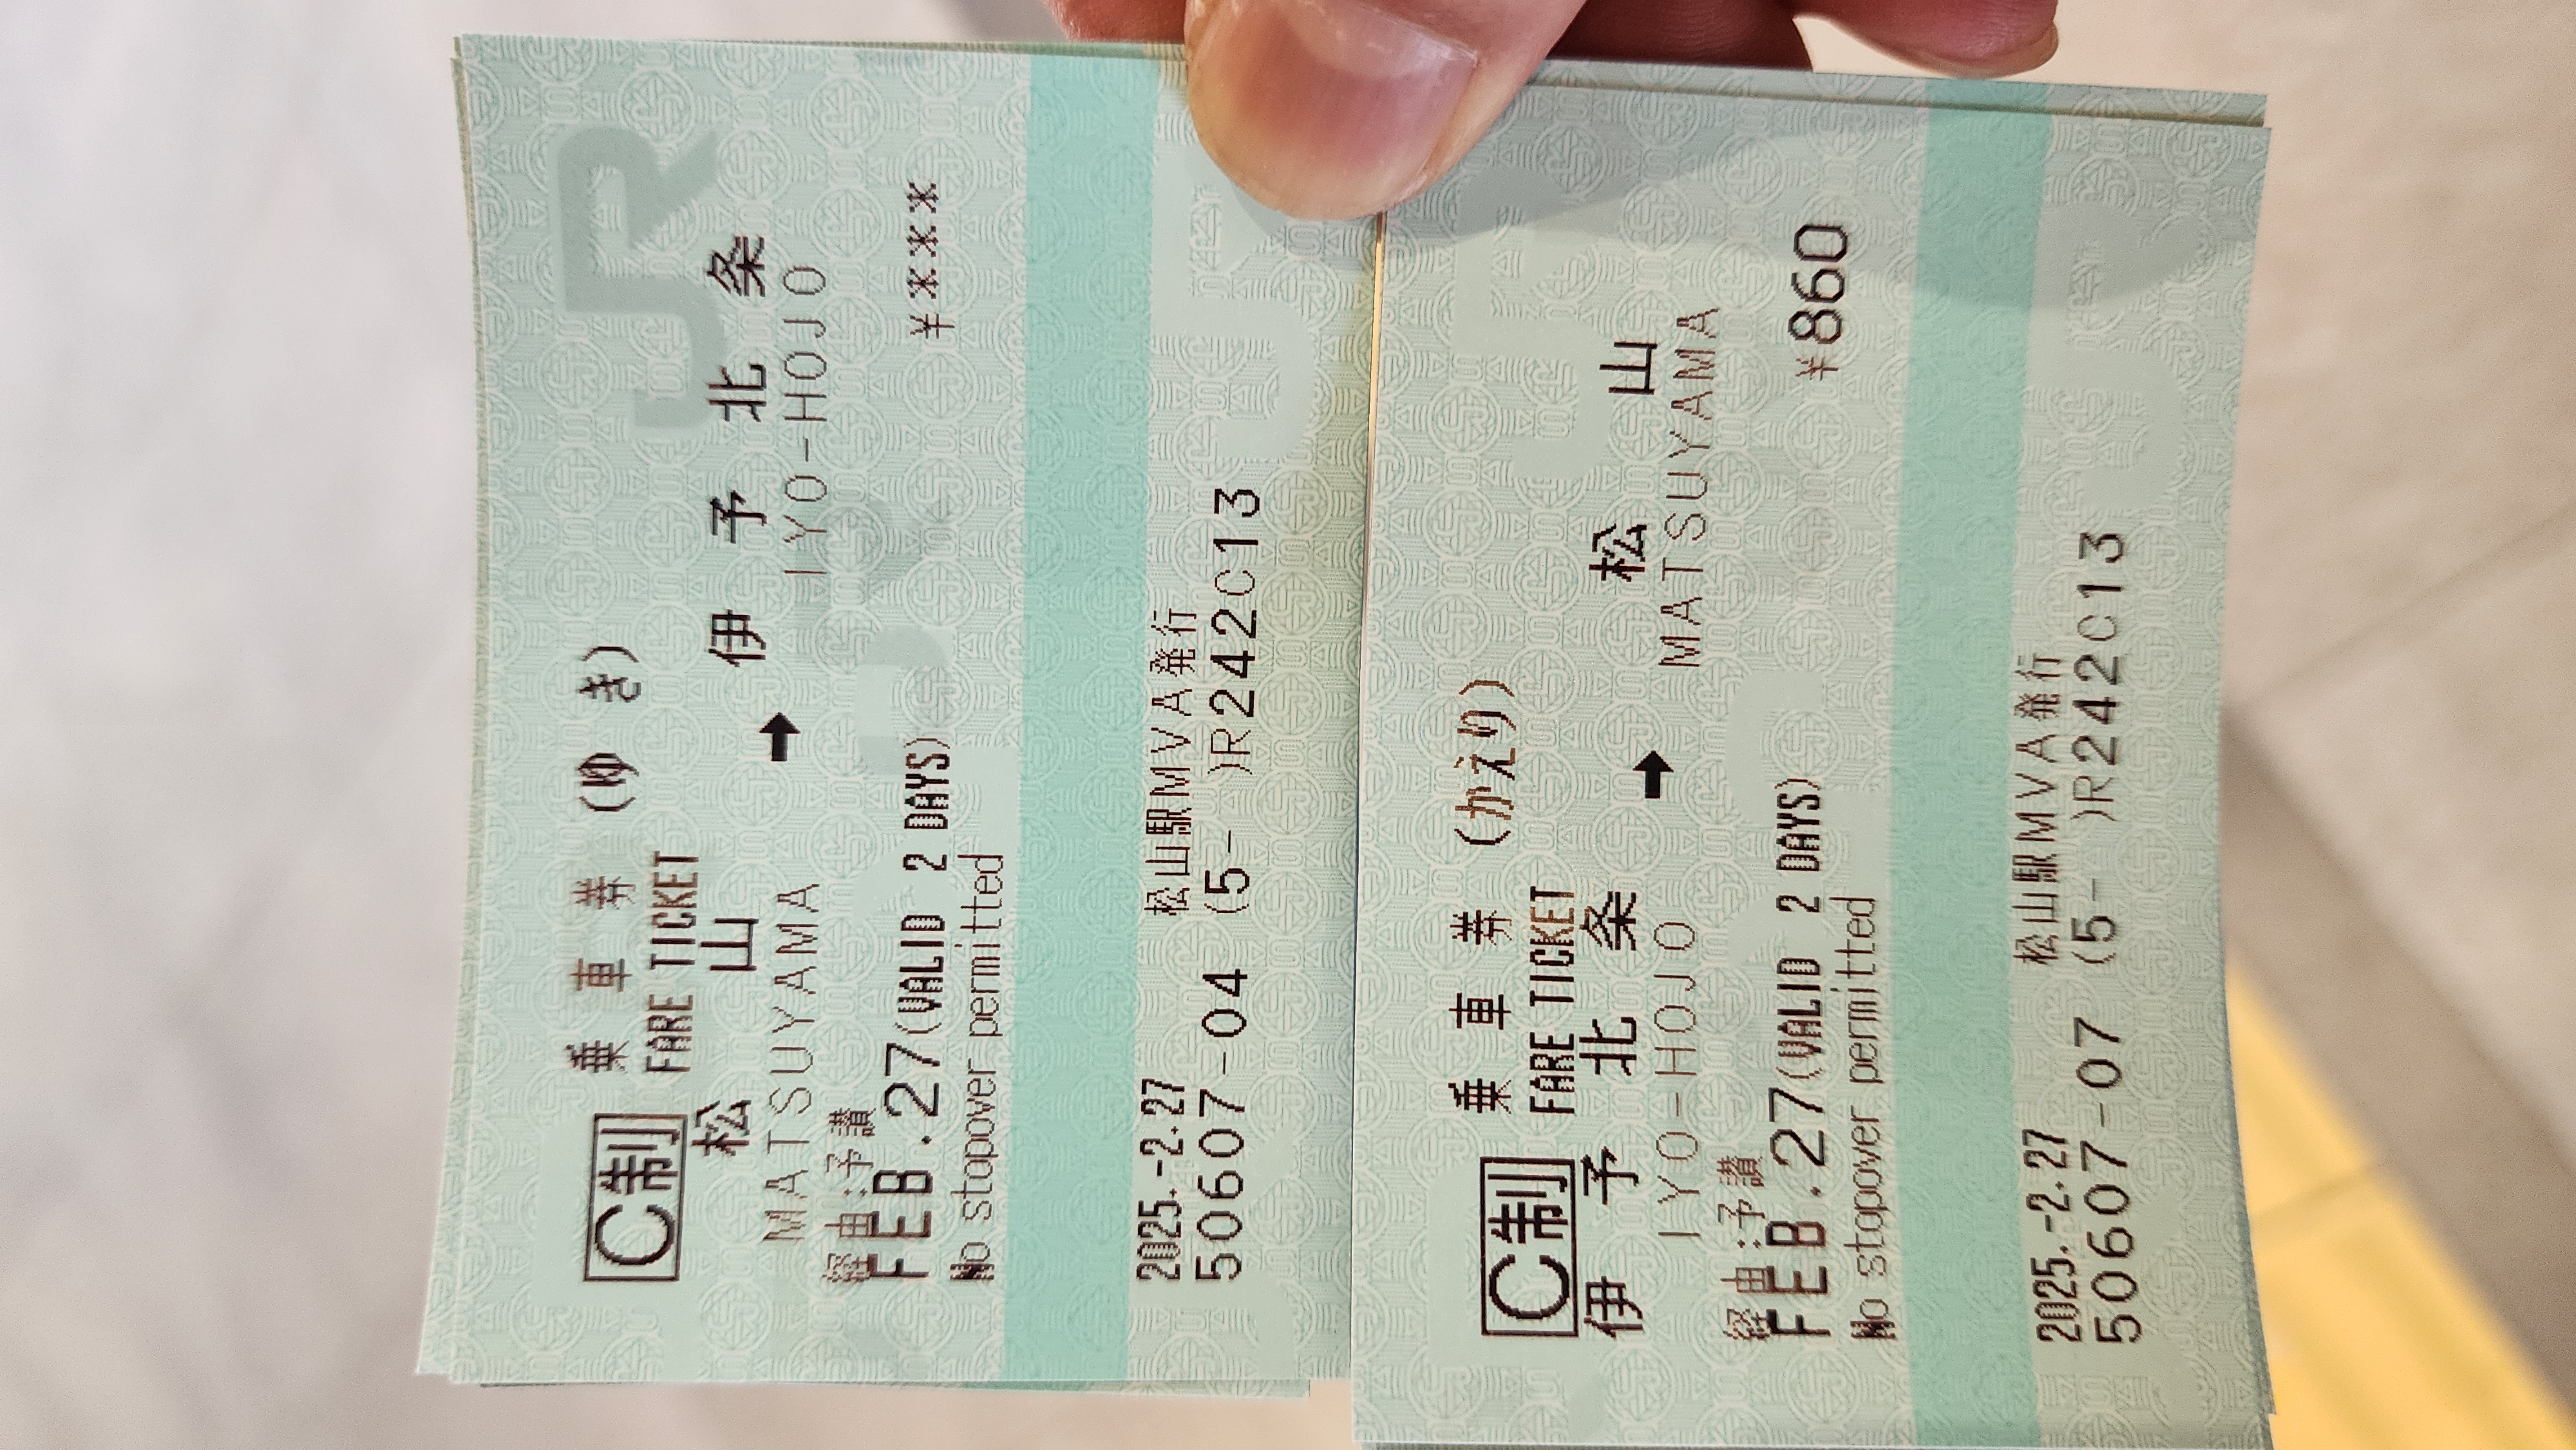 C制 乗車券 (ゆき)
FARE TICKET
松山 → 伊予北条
MATSUYAMA IYO-HOJO
経由:予讃
FEB.27(VALID 2 DAYS) ¥****
No stopover permitted
2025.-2.27 松山駅MVA発行
50607-04 (5- )R242C13
JR
C制 乗車券 (かえり)
FARE TICKET
伊予北条 → 松山
IYO-HOJO MATSUYAMA
経由:予讃
FEB.27(VALID 2 DAYS) ¥860
No stopover permitted
2025.-2.27 松山駅MVA発行
50607-07 (5- )R242C13